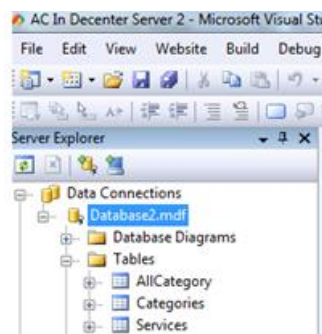 AC In Decenter Server 2 - Microsoft Visual Stu
File Edit View Website Build Debug
Server Explorer
Data Connections
Database2.mdf
Database Diagrams
Tables
AllCategory
Categories
Services